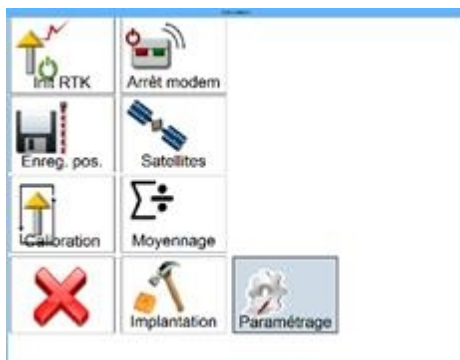 Init RTK
Arrêt modem
Enreg. pos.
Satellites
Calibration
Moyennage
Implantation
Paramétrage